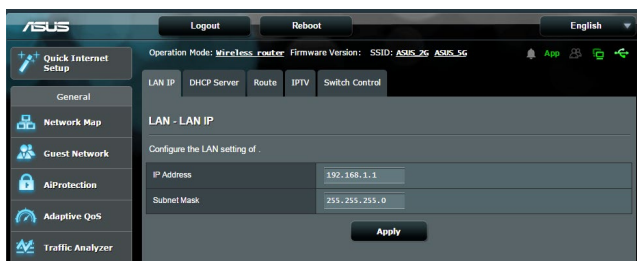 ASUS Logout Reboot English
Quick Internet Setup
Operation Mode: Wireless router Firmware Version: SSID: ASUS_2G ASUS_5G App
LAN IP DHCP Server Route IPTV Switch Control
General
Network Map
LAN - LAN IP
Guest Network
Configure the LAN setting of .
IP Address 192.168.1.1
AiProtection
Subnet Mask 255.255.255.0
Adaptive QoS
Apply
Traffic Analyzer